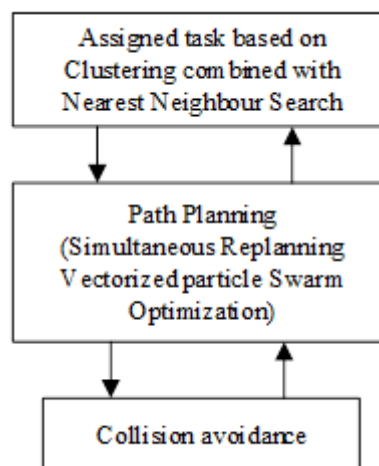 Assigned task based on
Clustering combined with
Nearest Neighbour Search
Path Planning
(Simultaneous Replanning
Vectorized particle Swarm
Optimization)
Collision avoidance